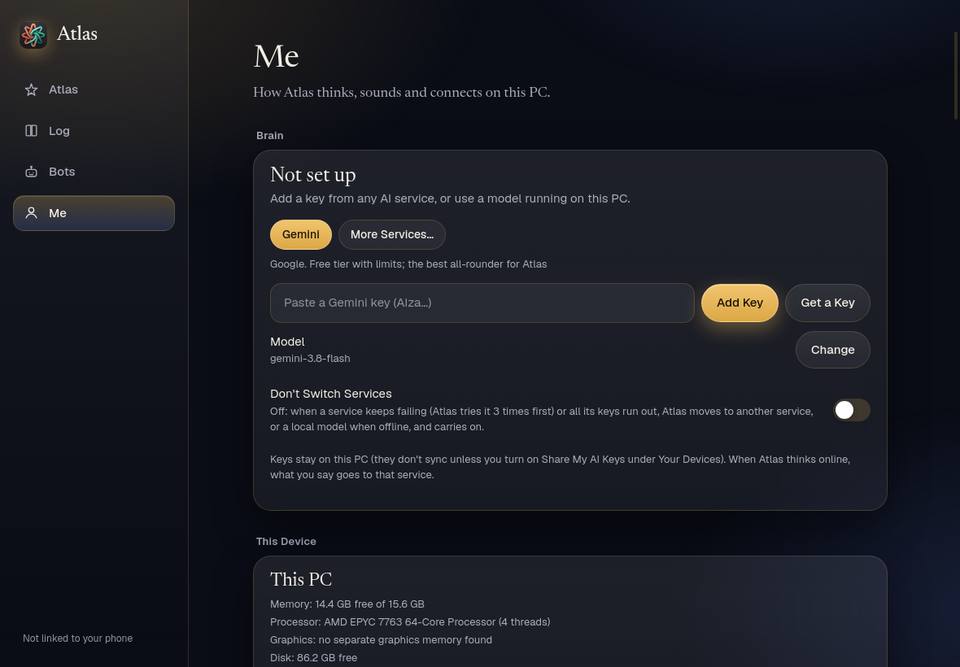 Atlas
Atlas
Log
Bots
Me
Not linked to your phone
Me
How Atlas thinks, sounds and connects on this PC.
Brain
Not set up
Add a key from any AI service, or use a model running on this PC.
Gemini
More Services...
Google. Free tier with limits; the best all-rounder for Atlas
Paste a Gemini key (AIza...)
Add Key
Get a Key
Model
gemini-3.8-flash
Change
Don't Switch Services
Off: when a service keeps failing (Atlas tries it 3 times first) or all its keys run out, Atlas moves to another service,
or a local model when offline, and carries on.
Keys stay on this PC (they don't sync unless you turn on Share My AI Keys under Your Devices). When Atlas thinks online,
what you say goes to that service.
This Device
This PC
Memory: 14.4 GB free of 15.6 GB
Processor: AMD EPYC 7763 64-Core Processor (4 threads)
Graphics: no separate graphics memory found
Disk: 86.2 GB free